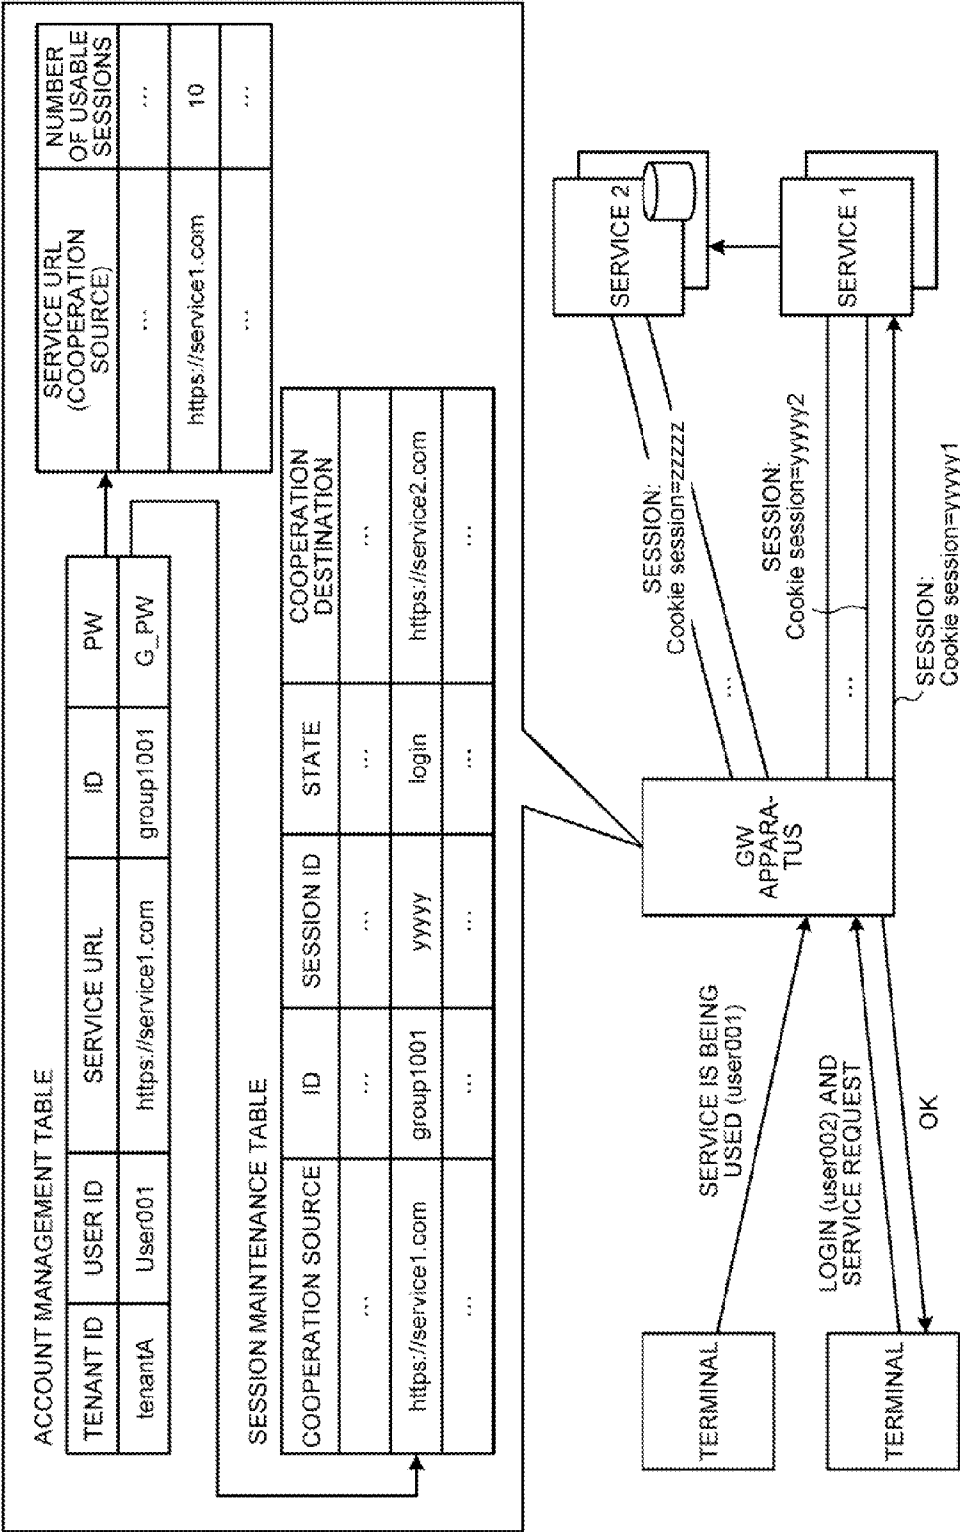 ACCOUNT MANAGEMENT TABLE
TENANT ID USER ID SERVICE URL ID PW
tenantA User001 https://service1.com group1001 G_PW
SERVICE URL
(COOPERATION
SOURCE)
NUMBER
OF USABLE
SESSIONS
... ...
https://service1.com 10
... ...
SESSION MAINTENANCE TABLE
COOPERATION SOURCE ID SESSION ID STATE COOPERATION
DESTINATION
... ... ... ... ...
https://service1.com group1001 yyyyy login https://service2.com
... ... ... ... ...
TERMINAL
SERVICE IS BEING
USED (user001)
TERMINAL
LOGIN (user002) AND
SERVICE REQUEST
OK
GW
APPARA-
TUS
SESSION:
Cookie session=zzzzz
...
SESSION:
Cookie session=yyyyy2
...
SESSION:
Cookie session=yyyyy1
SERVICE 2
SERVICE 1